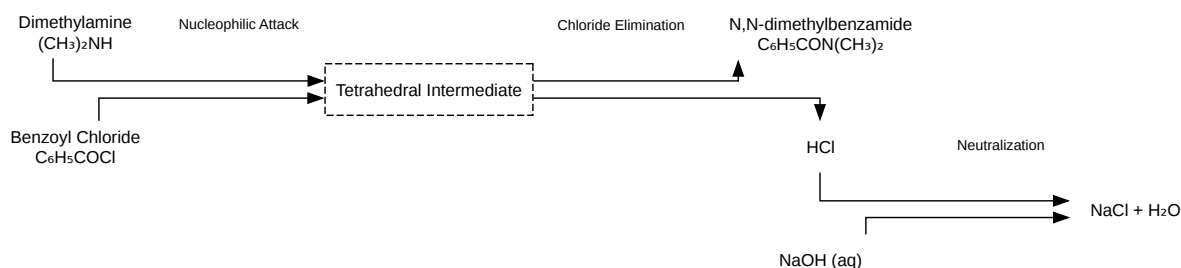 Dimethylamine
(CH₃)₂NH
Nucleophilic Attack
Chloride Elimination
N,N-dimethylbenzamide
C₆H₅CON(CH₃)₂
Tetrahedral Intermediate
Benzoyl Chloride
C₆H₅COCl
HCl
Neutralization
NaCl + H₂O
NaOH (aq)